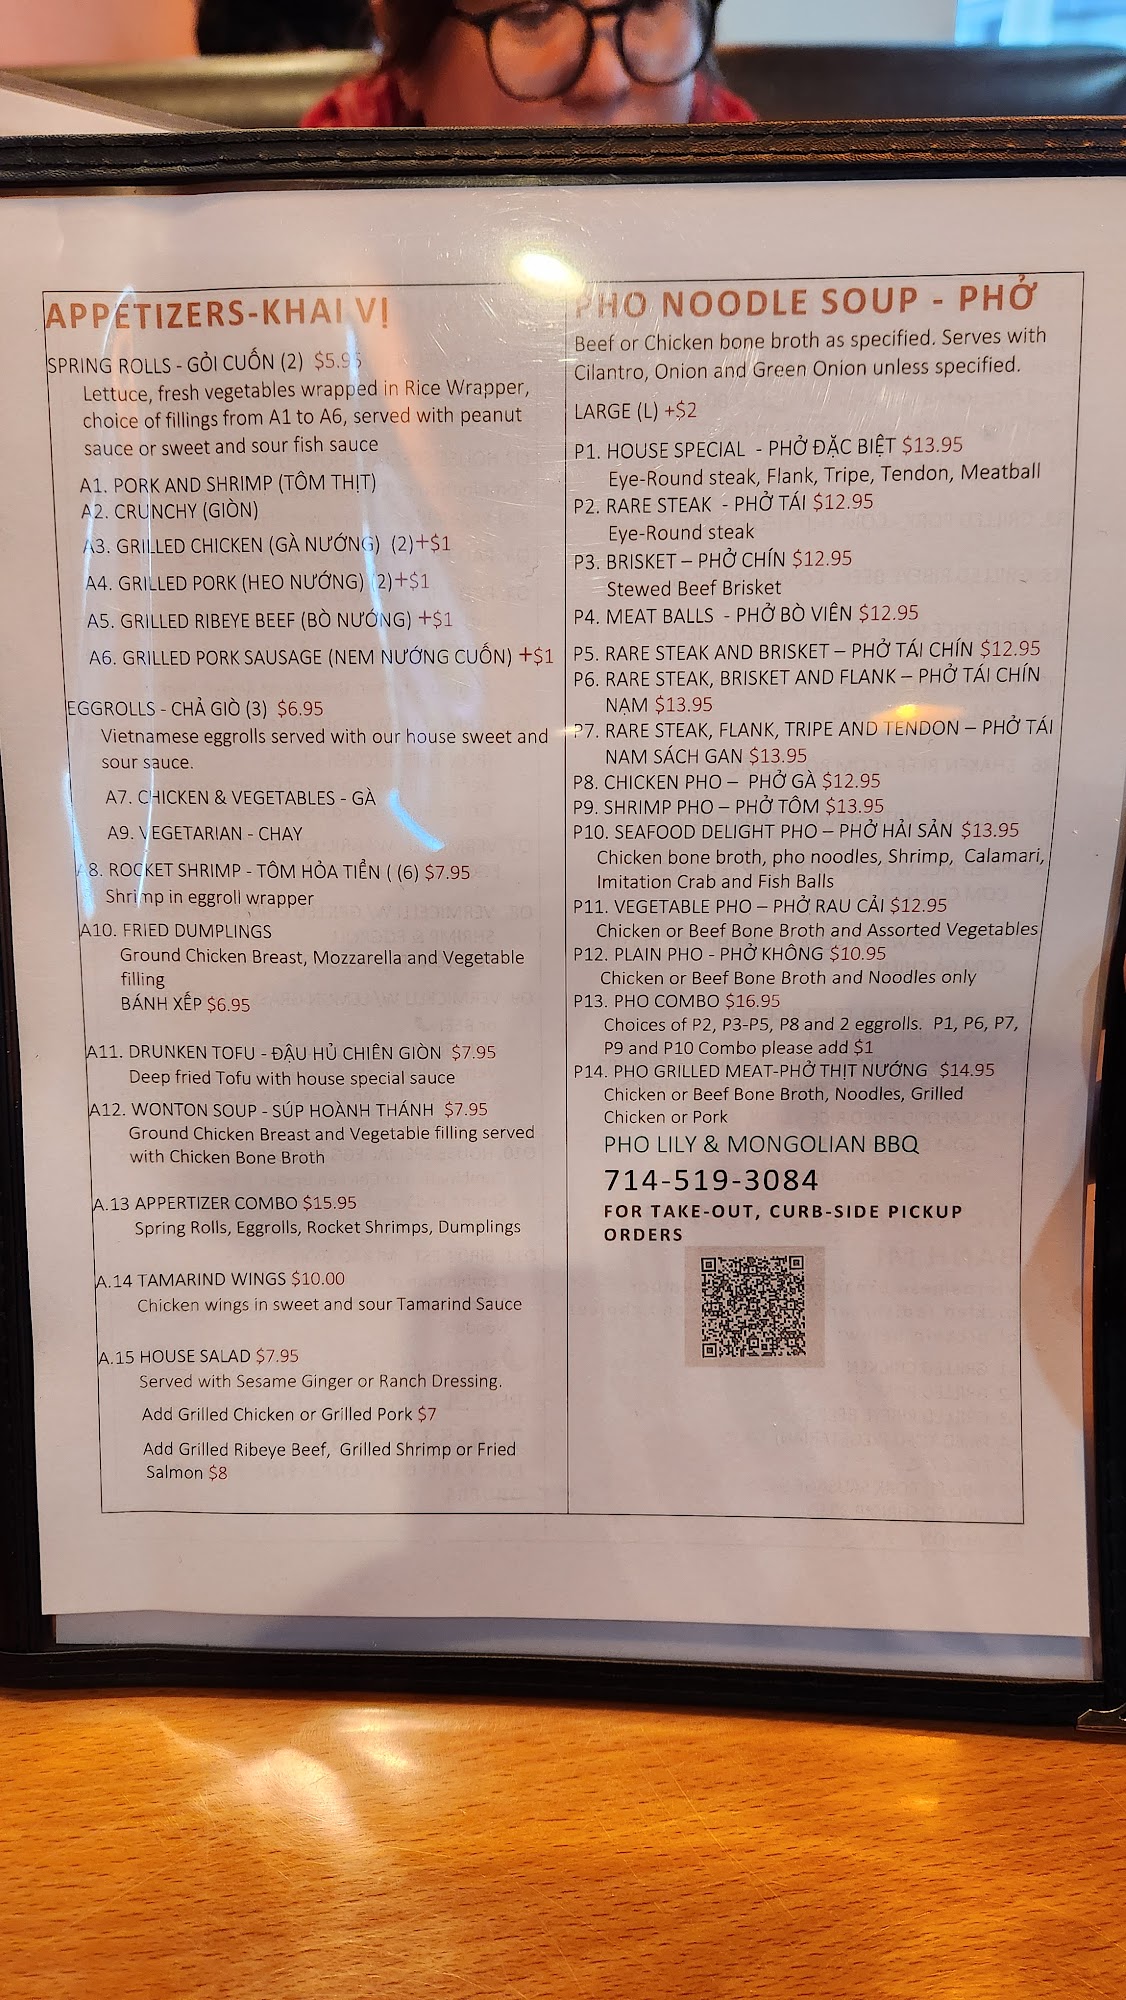 APPETIZERS-KHAI VỊ
SPRING ROLLS - GỎI CUỐN (2) $5.95
Lettuce, fresh vegetables wrapped in Rice Wrapper,
choice of fillings from A1 to A6, served with peanut
sauce or sweet and sour fish sauce
A1. PORK AND SHRIMP (TÔM THỊT)
A2. CRUNCHY (GIÒN)
A3. GRILLED CHICKEN (GÀ NƯỚNG) (2)+$1
A4. GRILLED PORK (HEO NƯỚNG) (2)+$1
A5. GRILLED RIBEYE BEEF (BÒ NƯỚNG) +$1
A6. GRILLED PORK SAUSAGE (NEM NƯỚNG CUỐN) +$1
EGGROLLS - CHẢ GIÒ (3) $6.95
Vietnamese eggrolls served with our house sweet and
sour sauce.
A7. CHICKEN & VEGETABLES - GÀ
A9. VEGETARIAN - CHAY
A8. ROCKET SHRIMP - TÔM HỎA TIỂN ( (6) $7.95
Shrimp in eggroll wrapper
A10. FRIED DUMPLINGS
Ground Chicken Breast, Mozzarella and Vegetable
filling
BÁNH XẾP $6.95
A11. DRUNKEN TOFU - ĐẬU HỦ CHIÊN GIÒN $7.95
Deep fried Tofu with house special sauce
A12. WONTON SOUP - SÚP HOÀNH THÁNH $7.95
Ground Chicken Breast and Vegetable filling served
with Chicken Bone Broth
A.13 APPERTIZER COMBO $15.95
Spring Rolls, Eggrolls, Rocket Shrimps, Dumplings
A.14 TAMARIND WINGS $10.00
Chicken wings in sweet and sour Tamarind Sauce
A.15 HOUSE SALAD $7.95
Served with Sesame Ginger or Ranch Dressing.
Add Grilled Chicken or Grilled Pork $7
Add Grilled Ribeye Beef, Grilled Shrimp or Fried
Salmon $8
PHO NOODLE SOUP - PHỞ
Beef or Chicken bone broth as specified. Serves with
Cilantro, Onion and Green Onion unless specified.
LARGE (L) +$2
P1. HOUSE SPECIAL - PHỞ ĐẶC BIỆT $13.95
Eye-Round steak, Flank, Tripe, Tendon, Meatball
P2. RARE STEAK - PHỞ TÁI $12.95
Eye-Round steak
P3. BRISKET – PHỞ CHÍN $12.95
Stewed Beef Brisket
P4. MEAT BALLS - PHỞ BÒ VIÊN $12.95
P5. RARE STEAK AND BRISKET – PHỞ TÁI CHÍN $12.95
P6. RARE STEAK, BRISKET AND FLANK – PHỞ TÁI CHÍN
NẠM $13.95
P7. RARE STEAK, FLANK, TRIPE AND TENDON – PHỞ TÁI
NAM SÁCH GAN $13.95
P8. CHICKEN PHO – PHỞ GÀ $12.95
P9. SHRIMP PHO – PHỞ TÔM $13.95
P10. SEAFOOD DELIGHT PHO – PHỞ HẢI SẢN $13.95
Chicken bone broth, pho noodles, Shrimp, Calamari,
Imitation Crab and Fish Balls
P11. VEGETABLE PHO – PHỞ RAU CẢI $12.95
Chicken or Beef Bone Broth and Assorted Vegetables
P12. PLAIN PHO - PHỞ KHÔNG $10.95
Chicken or Beef Bone Broth and Noodles only
P13. PHO COMBO $16.95
Choices of P2, P3-P5, P8 and 2 eggrolls. P1, P6, P7,
P9 and P10 Combo please add $1
P14. PHO GRILLED MEAT-PHỞ THỊT NƯỚNG $14.95
Chicken or Beef Bone Broth, Noodles, Grilled
Chicken or Pork
PHO LILY & MONGOLIAN BBQ
714-519-3084
FOR TAKE-OUT, CURB-SIDE PICKUP
ORDERS